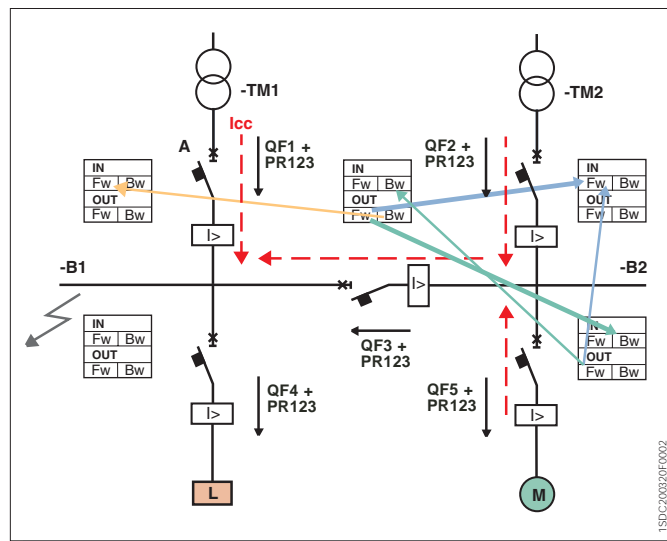 -TM1
-TM2
Icc
A
QF1 +
PR123
QF2 +
PR123
IN
Fw Bw
OUT
Fw Bw
IN
Fw Bw
OUT
Fw Bw
IN
Fw Bw
OUT
Fw Bw
I>
I>
-B1
-B2
I>
IN
Fw Bw
OUT
Fw Bw
IN
Fw Bw
OUT
Fw Bw
QF3 +
PR123
QF4 +
PR123
QF5 +
PR123
I>
I>
L
M
1SDC200320F0002